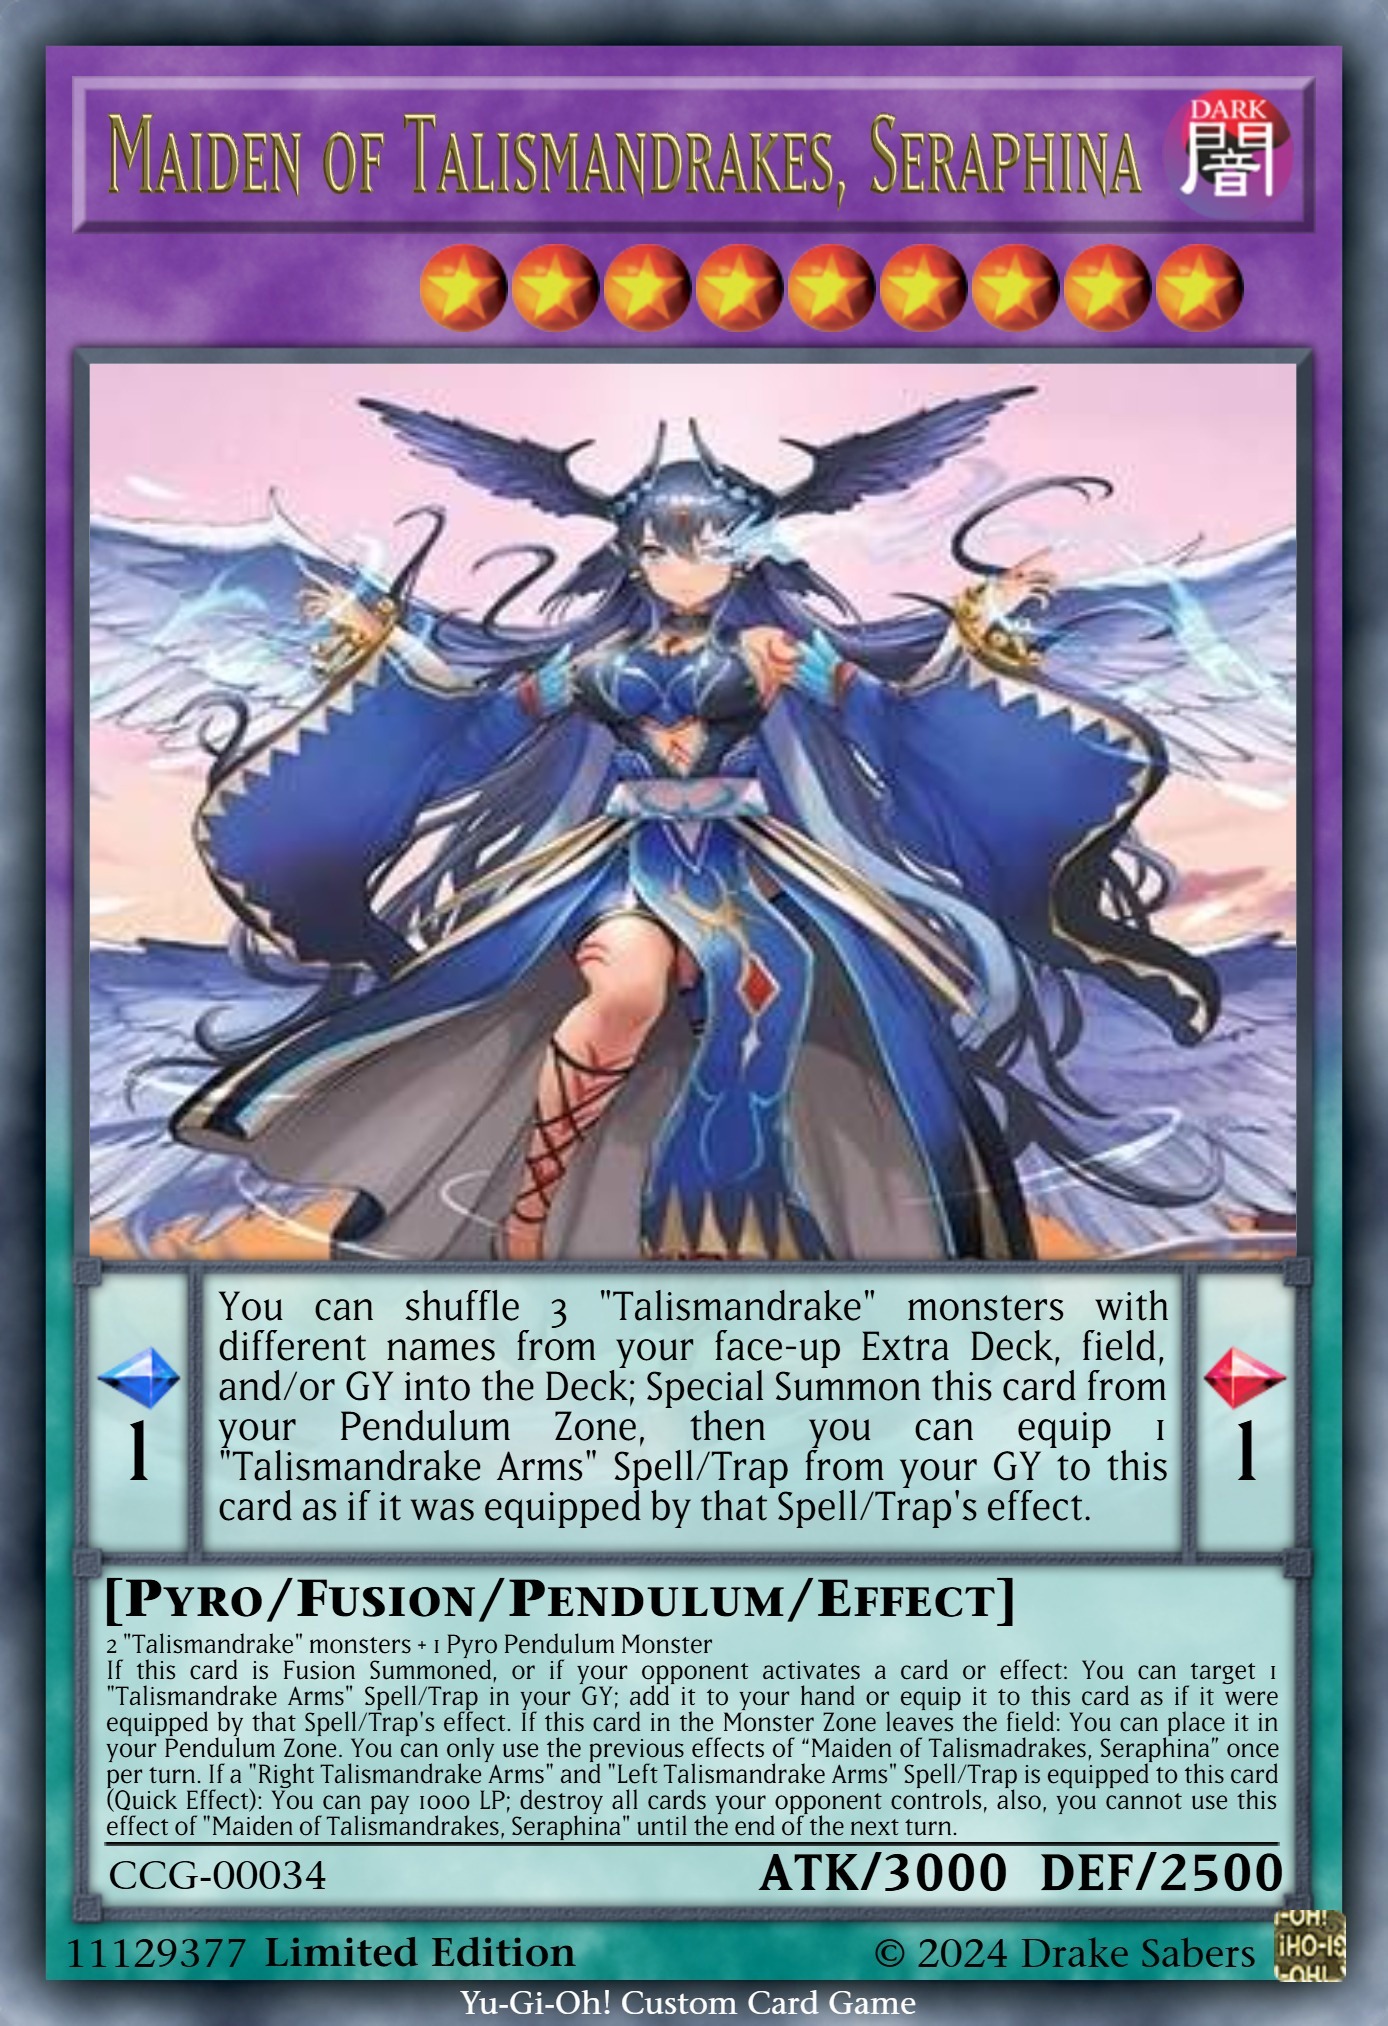 MAIDEN OF TALISMANDRAKES, SERAPHINA
DARK
闇
You can shuffle 3 "Talismandrake" monsters with
different names from your face-up Extra Deck, field,
and/or GY into the Deck; Special Summon this card from
your Pendulum Zone, then you can equip 1
"Talismandrake Arms" Spell/Trap from your GY to this
card as if it was equipped by that Spell/Trap's effect.
1
1
[PYRO/FUSION/PENDULUM/EFFECT]
2 "Talismandrake" monsters + 1 Pyro Pendulum Monster
If this card is Fusion Summoned, or if your opponent activates a card or effect: You can target 1
"Talismandrake Arms" Spell/Trap in your GY; add it to your hand or equip it to this card as if it were
equipped by that Spell/Trap's effect. If this card in the Monster Zone leaves the field: You can place it in
your Pendulum Zone. You can only use the previous effects of “Maiden of Talismadrakes, Seraphina” once
per turn. If a "Right Talismandrake Arms" and "Left Talismandrake Arms" Spell/Trap is equipped to this card
(Quick Effect): You can pay 1000 LP; destroy all cards your opponent controls, also, you cannot use this
effect of "Maiden of Talismandrakes, Seraphina" until the end of the next turn.
CCG-00034
ATK/3000 DEF/2500
11129377 Limited Edition
© 2024 Drake Sabers
Yu-Gi-Oh! Custom Card Game